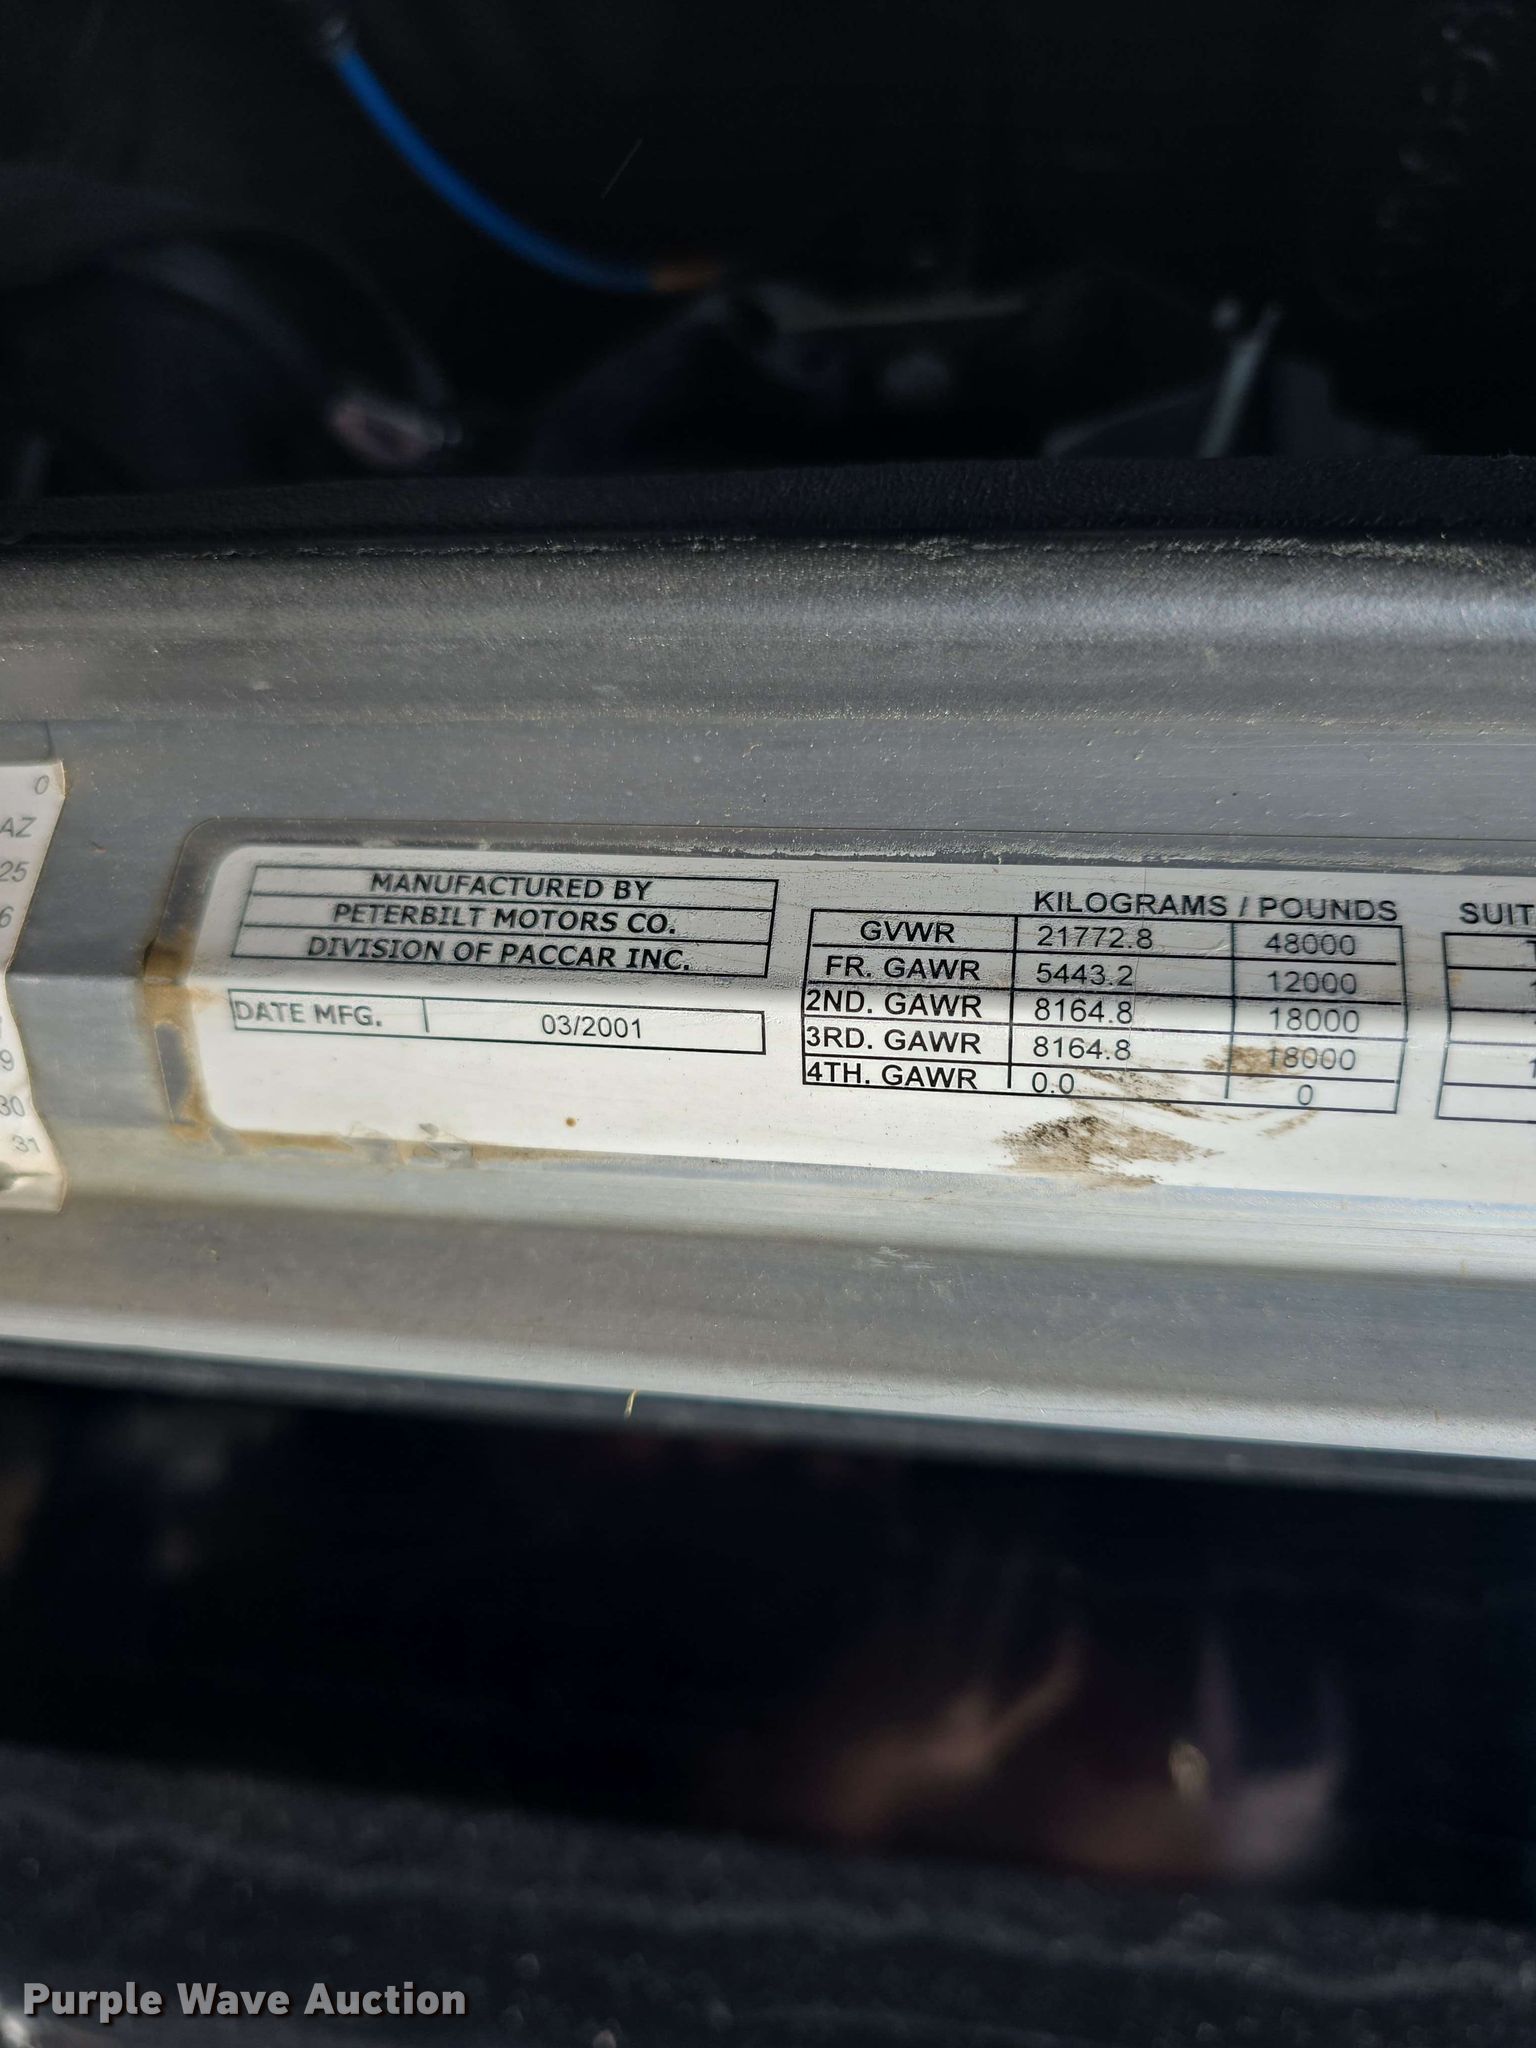 0
AZ
25
6
9
30
31
MANUFACTURED BY
PETERBILT MOTORS CO.
DIVISION OF PACCAR INC.
DATE MFG. 03/2001
KILOGRAMS / POUNDS
GVWR 21772.8 48000
FR. GAWR 5443.2 12000
2ND. GAWR 8164.8 18000
3RD. GAWR 8164.8 18000
4TH. GAWR 0.0 0
SUIT
Purple Wave Auction